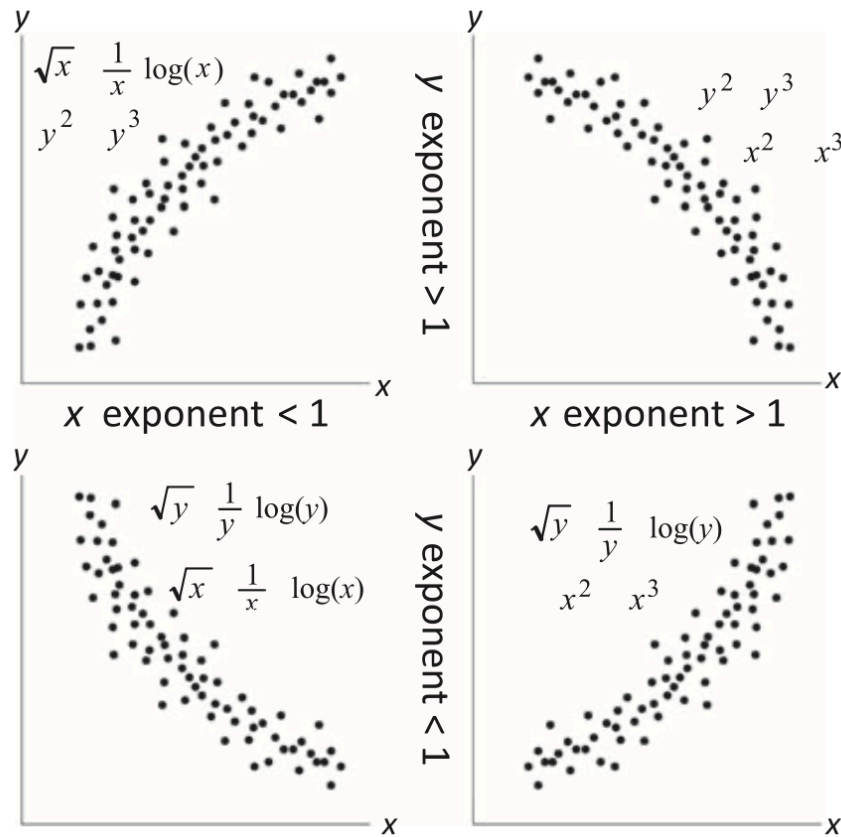 y
√x 1/x log(x)
y² y³
x
y
y² y³
x² x³
x
y exponent > 1
x exponent < 1
x exponent > 1
y
√y 1/y log(y)
√x 1/x log(x)
x
y exponent < 1
y
√y 1/y log(y)
x² x³
x